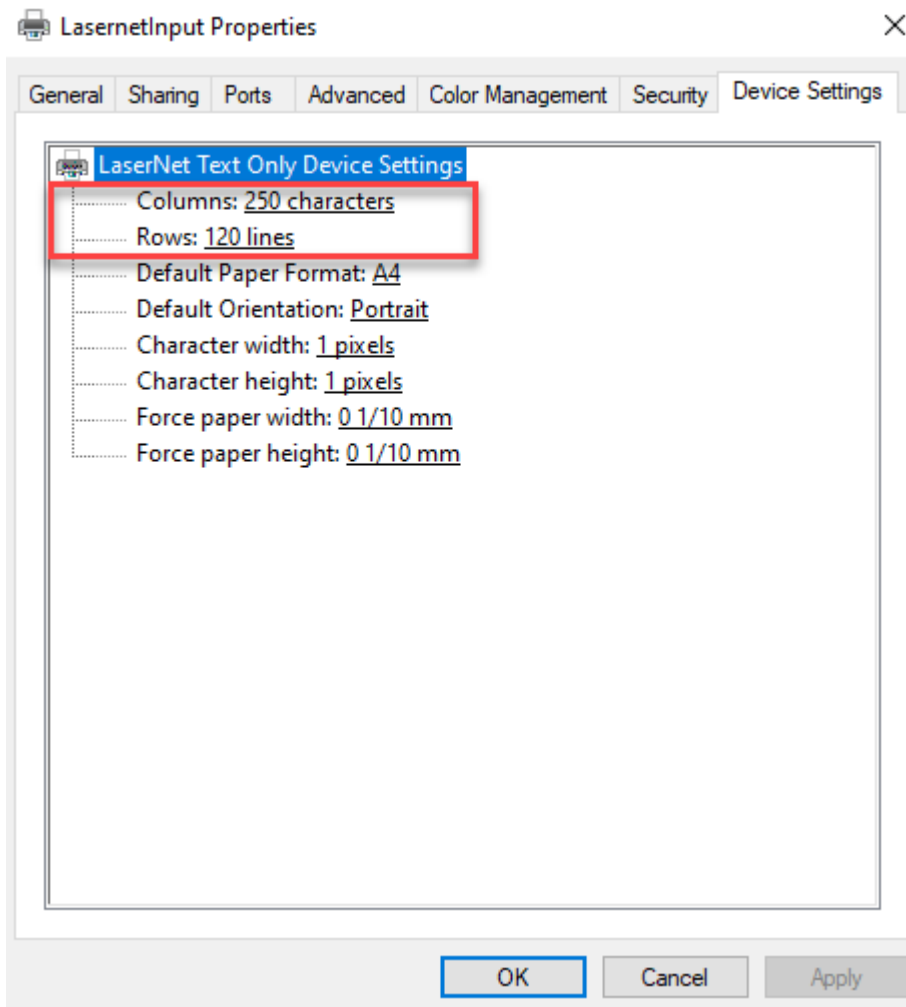 LasernetInput Properties
General Sharing Ports Advanced Color Management Security Device Settings
LaserNet Text Only Device Settings
Columns: 250 characters
Rows: 120 lines
Default Paper Format: A4
Default Orientation: Portrait
Character width: 1 pixels
Character height: 1 pixels
Force paper width: 0 1/10 mm
Force paper height: 0 1/10 mm
OK Cancel Apply